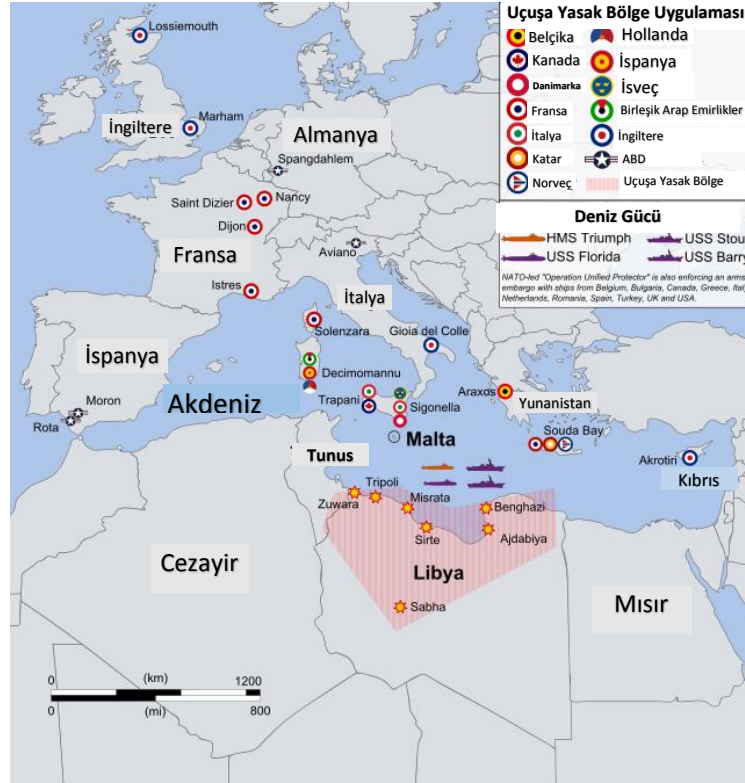 Uçuşa Yasak Bölge Uygulaması
Belçika
Hollanda
Kanada
İspanya
Danimarka
İsveç
Fransa
Birleşik Arap Emirlikler
İtalya
İngiltere
Katar
ABD
Norveç
Uçuşa Yasak Bölge
Deniz Gücü
HMS Triumph
USS Stou
USS Florida
USS Barry
NATO-led "Operation Unified Protector" is also enforcing an arms
embargo with ships from Belgium, Bulgaria, Canada, Greece, Italy
Netherlands, Romania, Spain, Turkey, UK and USA.
Lossiemouth
Marham
İngiltere
Almanya
Spangdahlem
Saint Dizier
Nancy
Dijon
Fransa
Aviano
Istres
İtalya
Solenzara
Gioia del Colle
İspanya
Decimomannu
Moron
Akdeniz
Trapani
Sigonella
Araxos
Yunanistan
Rota
Malta
Souda Bay
Tunus
Akrotiri
Kıbrıs
Tripoli
Zuwara
Misrata
Benghazi
Sirte
Ajdabiya
Cezayir
Libya
Sabha
Mısır
0 (km) 1200
0 (mi) 800